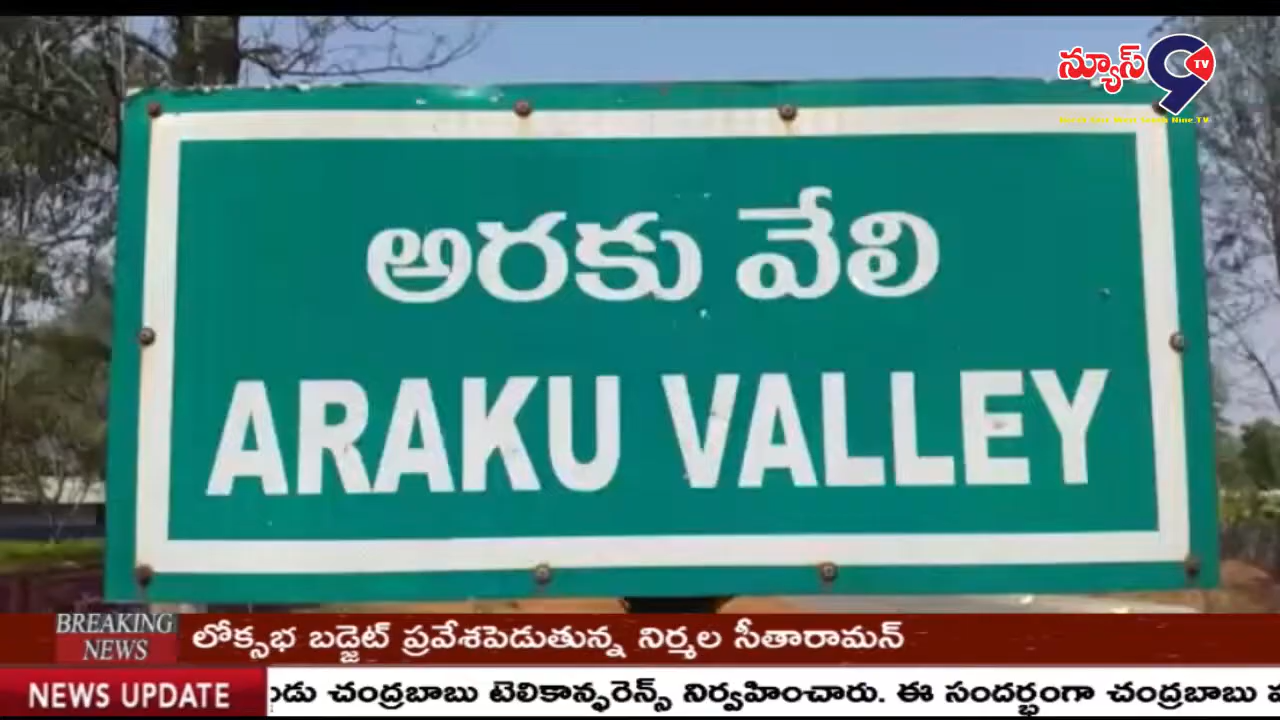 న్యూస్ 9 TV
అరకు వేలి
ARAKU VALLEY
BREAKING NEWS
లోక్సభ బడ్జెట్ ప్రవేశపెడుతున్న నిర్మల సీతారామన్
NEWS UPDATE
చంద్రబాబు టెలికాన్ఫరెన్స్ నిర్వహించారు. ఈ సందర్భంగా చంద్రబాబు